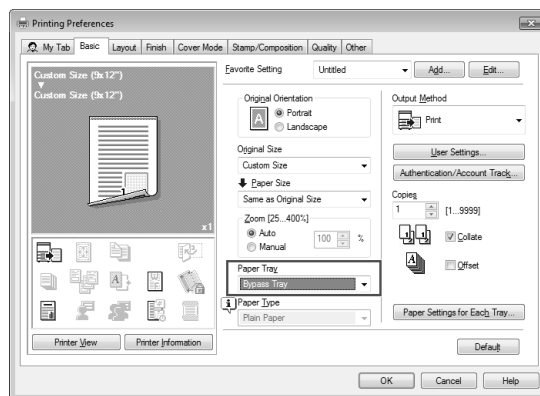 Printing Preferences
My Tab Basic Layout Finish Cover Mode Stamp/Composition Quality Other
Custom Size (9x12")
Custom Size (9x12")
1
x1
Printer View Printer Information
Favorite Setting Untitled Add... Edit...
Original Orientation
A Portrait
Landscape
Original Size
Custom Size
Paper Size
Same as Original Size
Zoom [25...400%]
Auto
Manual 100 %
Paper Tray
Bypass Tray
Paper Type
Plain Paper
Output Method
Print
User Settings...
Authentication/Account Track...
Copies
1 [1...9999]
Collate
Offset
Paper Settings for Each Tray...
Default
OK Cancel Help